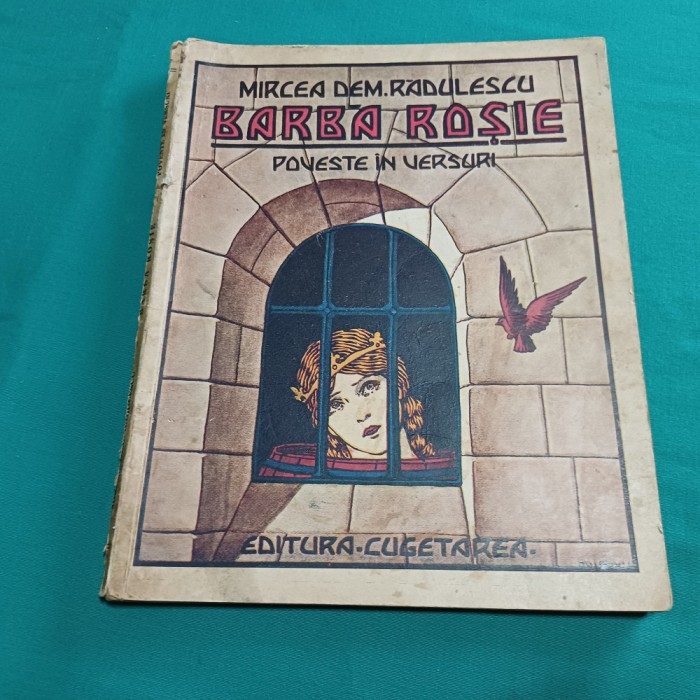 MIRCEA DEM. RĂDULESCU
BARBĂ ROȘIE
POVESTE ÎN VERSURI
EDITURA·CUGETAREA·